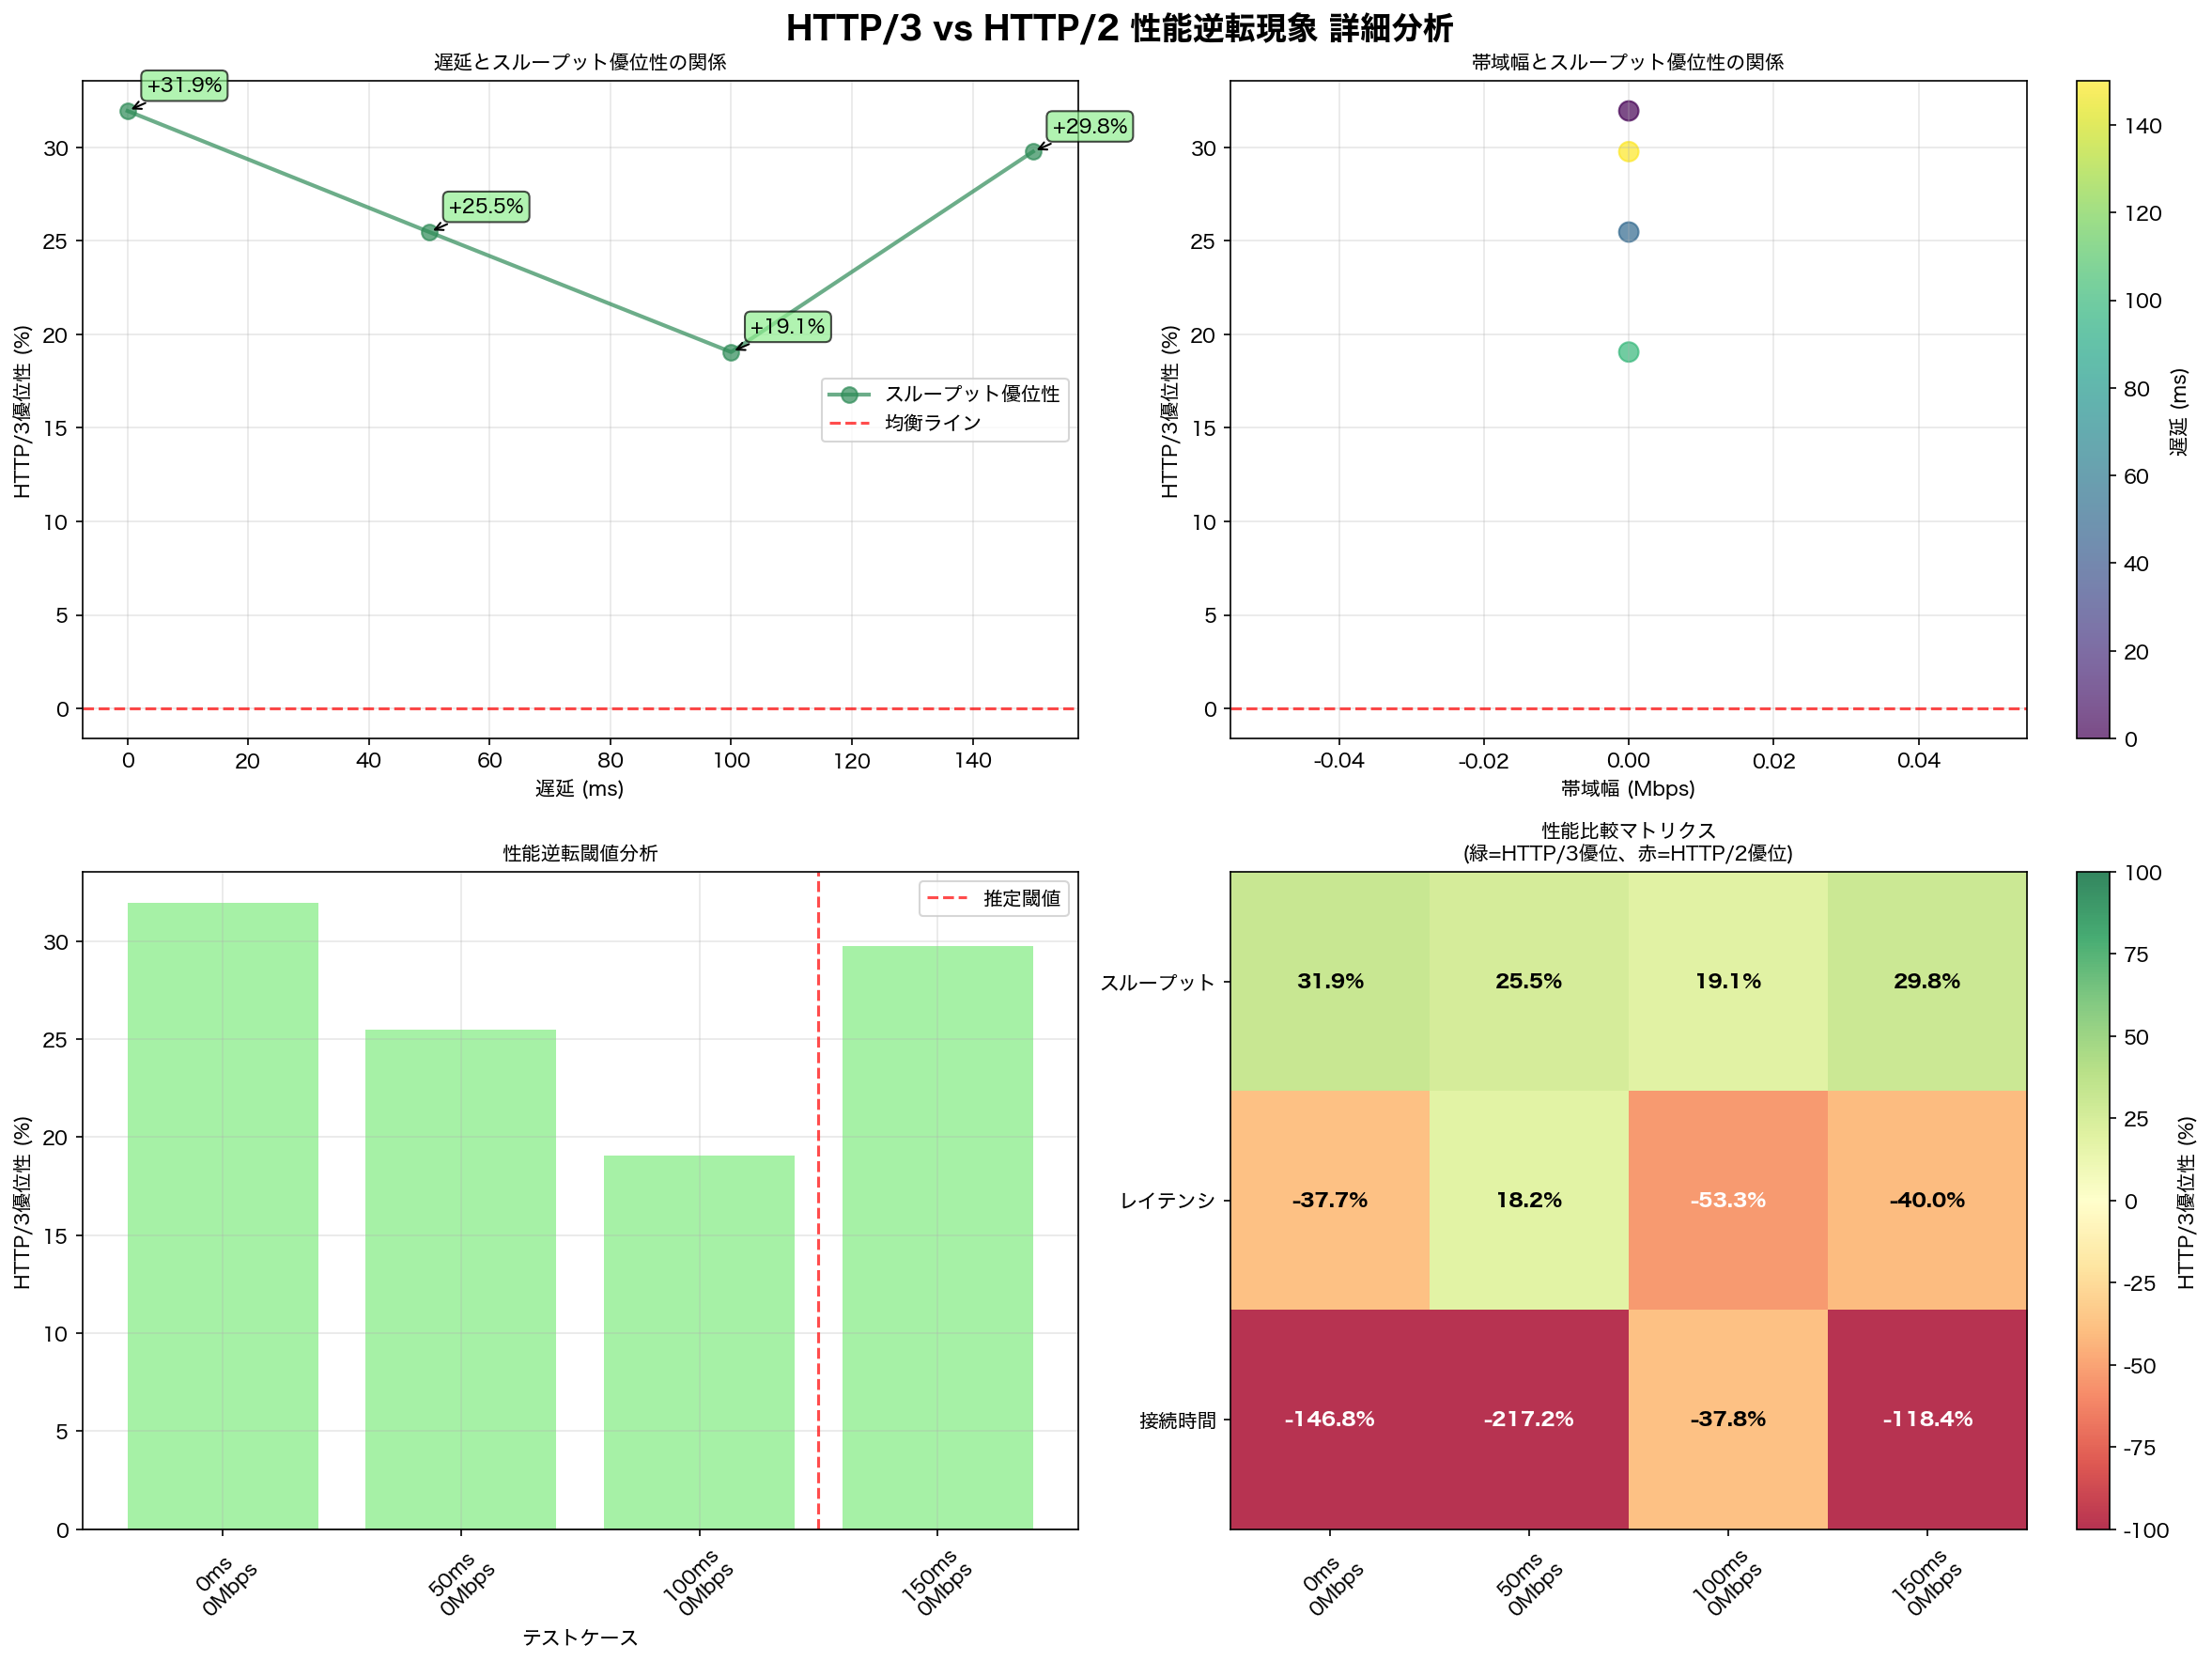 HTTP/3 vs HTTP/2 性能逆転現象 詳細分析
遅延とスループット優位性の関係
+31.9%
+25.5%
+19.1%
+29.8%
スループット優位性
均衡ライン
HTTP/3優位性 (%)
30
25
20
15
10
5
0
0 20 40 60 80 100 120 140
遅延 (ms)
帯域幅とスループット優位性の関係
HTTP/3優位性 (%)
30
25
20
15
10
5
0
-0.04 -0.02 0.00 0.02 0.04
帯域幅 (Mbps)
140
120
100
80
60
40
20
0
遅延 (ms)
性能逆転閾値分析
推定閾値
HTTP/3優位性 (%)
30
25
20
15
10
5
0
0ms
0Mbps
50ms
0Mbps
100ms
0Mbps
150ms
0Mbps
テストケース
性能比較マトリクス
(緑=HTTP/3優位、赤=HTTP/2優位)
スループット 31.9% 25.5% 19.1% 29.8%
レイテンシ -37.7% 18.2% -53.3% -40.0%
接続時間 -146.8% -217.2% -37.8% -118.4%
0ms
0Mbps
50ms
0Mbps
100ms
0Mbps
150ms
0Mbps
100
75
50
25
0
-25
-50
-75
-100
HTTP/3優位性 (%)